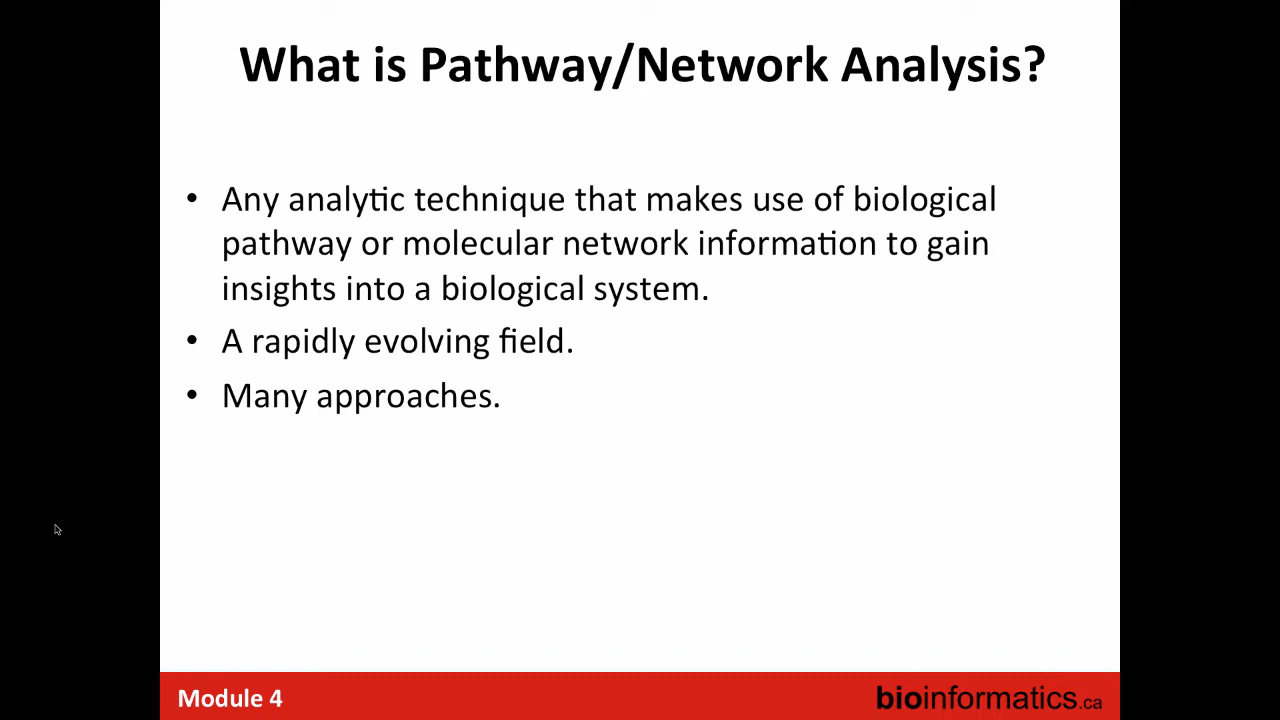 What is Pathway/Network Analysis?
• Any analytic technique that makes use of biological
pathway or molecular network information to gain
insights into a biological system.
• A rapidly evolving field.
• Many approaches.
Module 4
bioinformatics.ca